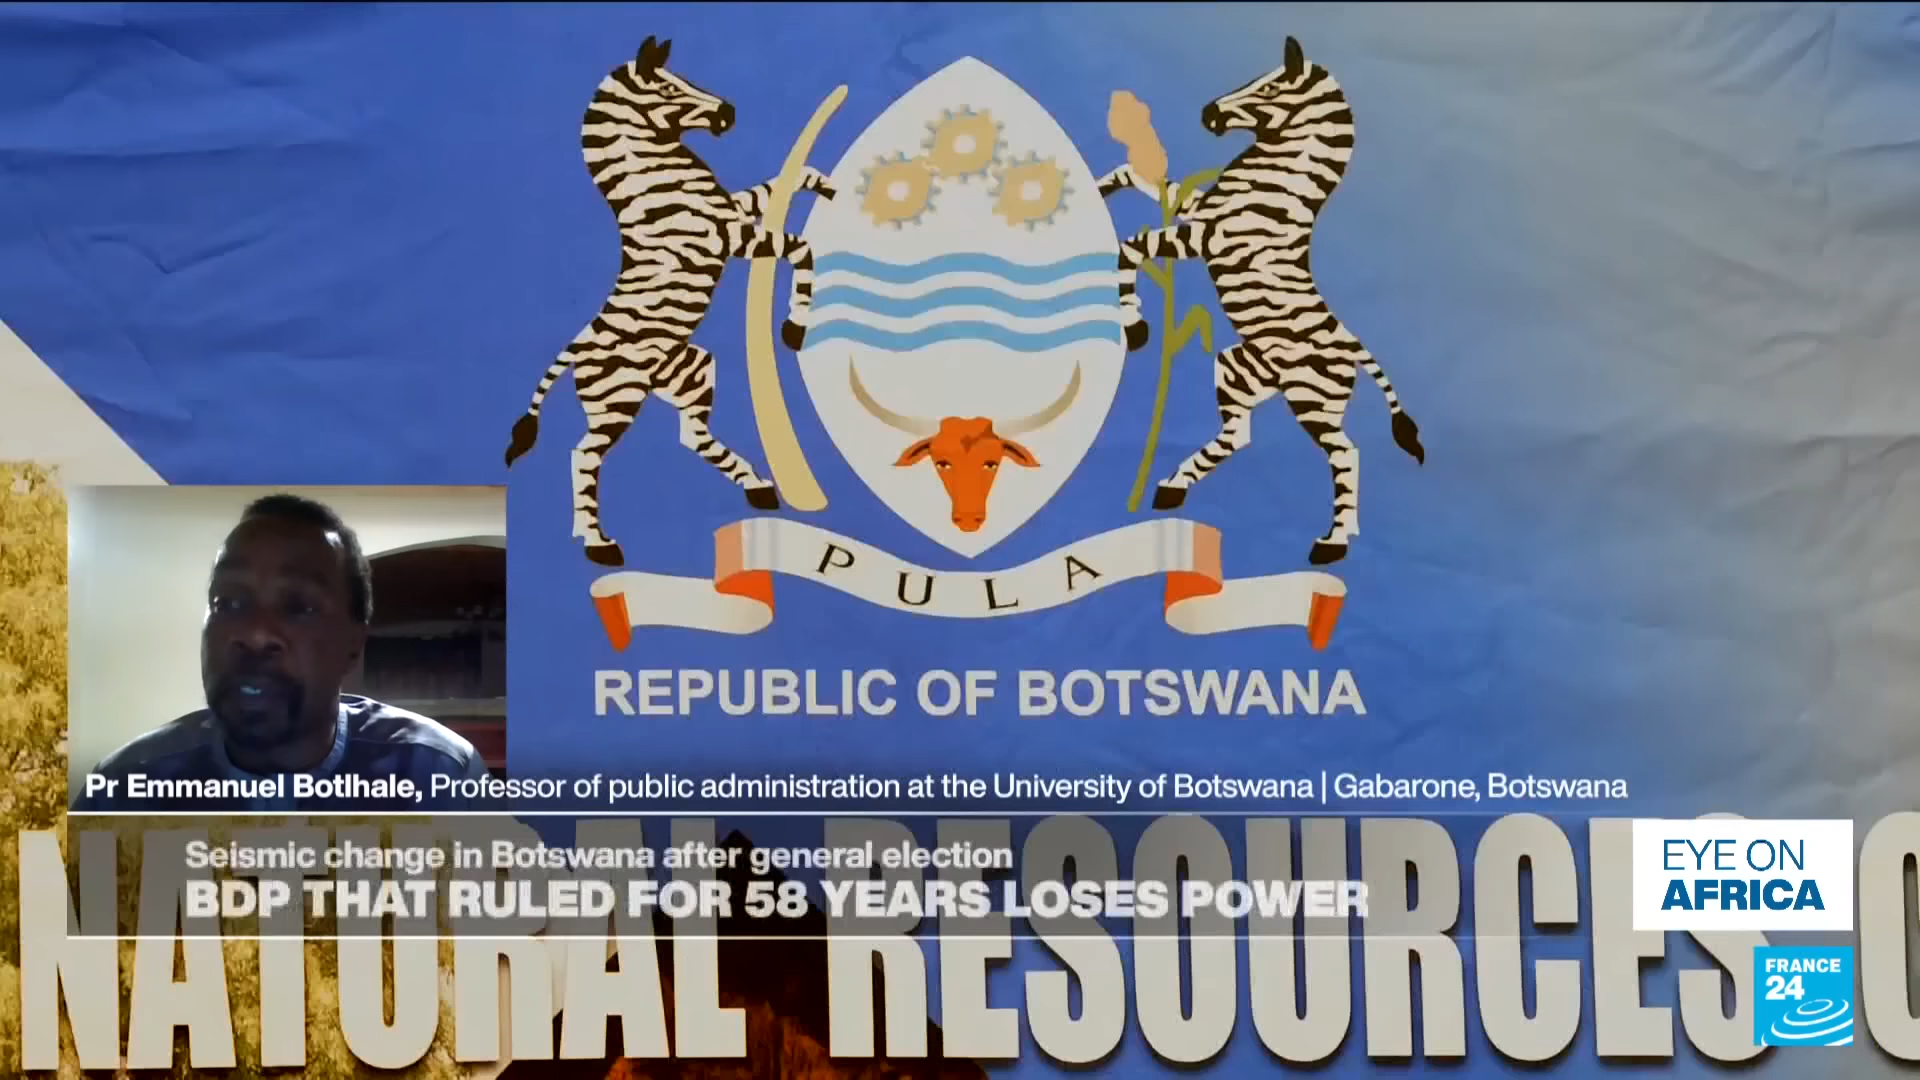 PULA
REPUBLIC OF BOTSWANA
Pr Emmanuel Botlhale, Professor of public administration at the University of Botswana | Gabarone, Botswana
Seismic change in Botswana after general election
BDP THAT RULED FOR 58 YEARS LOSES POWER
EYE ON
AFRICA
NATURAL RESOURCES
FRANCE
24